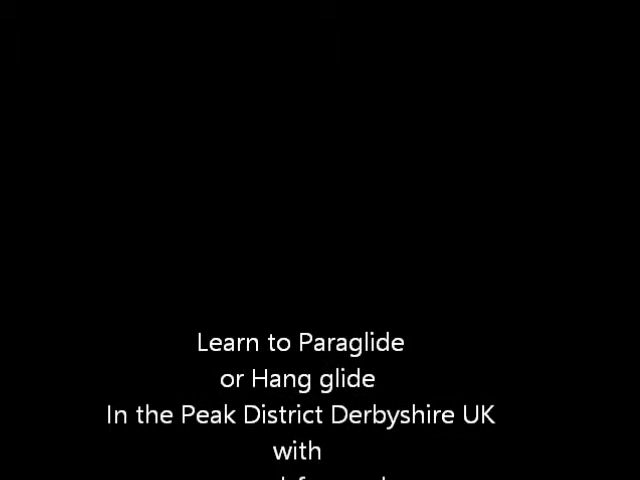 Learn to Paraglide
or Hang glide
In the Peak District Derbyshire UK
with